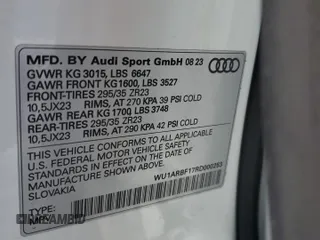 MFD. BY Audi Sport GmbH 08 23
GVWR KG 3015, LBS 6647
GAWR FRONT KG1600, LBS 3527
FRONT-TIRES 295/35 ZR23
10,5JX23 RIMS, AT 270 KPA 39 PSI COLD
GAWR REAR KG1700 LBS 3748
REAR-TIRES 295/35 ZR23
10,5JX23 RIMS, AT 290 KPA 42 PSI COLD
THIS VEHICLE CONFORMS TO ALL APPLICABLE
U.S. FEDERAL MOTOR VEHICLE SAFETY
STANDARDS IN EFFECT ON THE DATE OF
MANUFACTURE SHOWN ABOVE.
SLOVAKIA
TYPE: